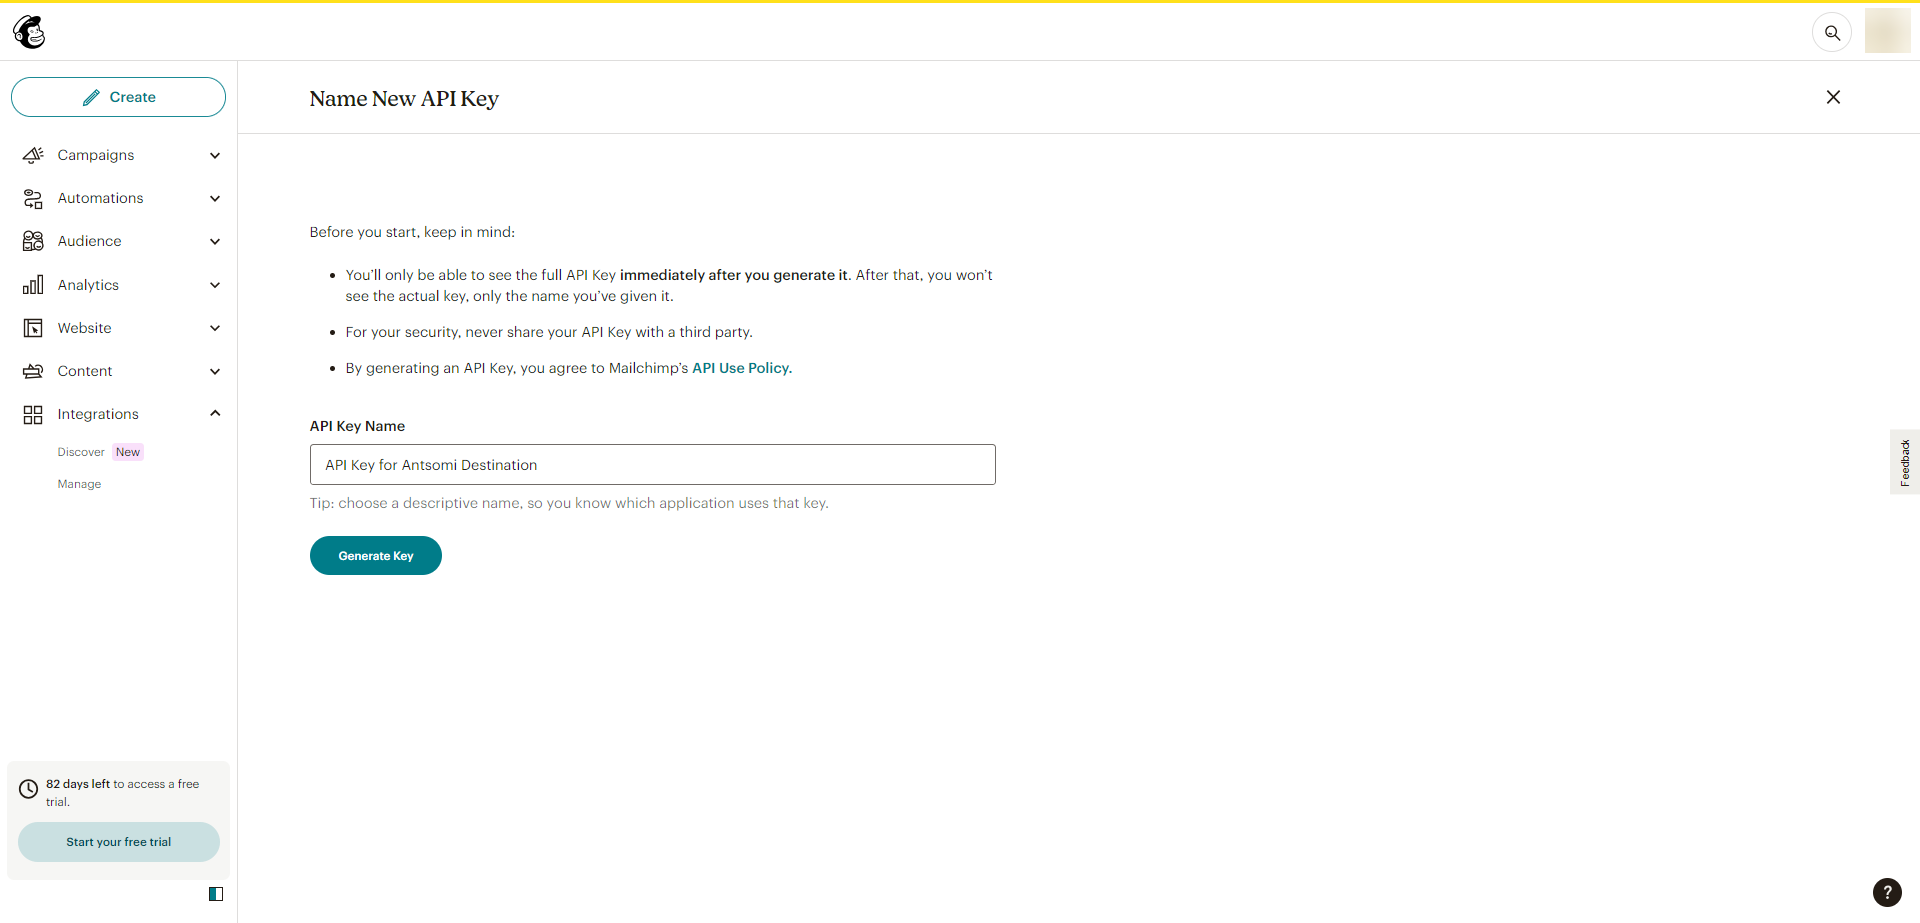 Create
Name New API Key
Campaigns
Automations
Audience
Analytics
Website
Content
Integrations
Discover New
Manage
Before you start, keep in mind:
You’ll only be able to see the full API Key immediately after you generate it. After that, you won’t
see the actual key, only the name you’ve given it.
For your security, never share your API Key with a third party.
By generating an API Key, you agree to Mailchimp’s API Use Policy.
API Key Name
API Key for Antsomi Destination
Tip: choose a descriptive name, so you know which application uses that key.
Generate Key
Feedback
82 days left to access a free
trial.
Start your free trial
?